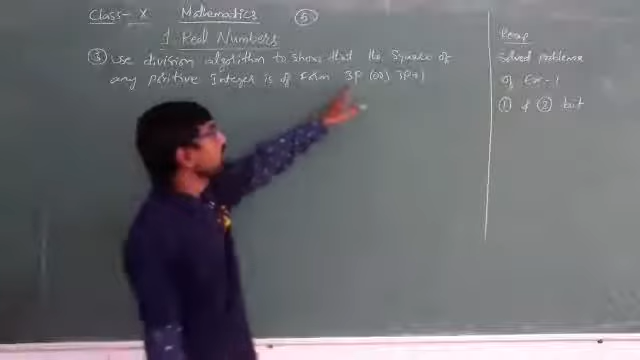 Class- X Mathematics ⑤
1. Real Numbers
③ Use division algorithm to show that the Square of
any positive Integer is of form 3P (or) 3P+1
Recap
Solved problems
of Ex-1
① & ② bit